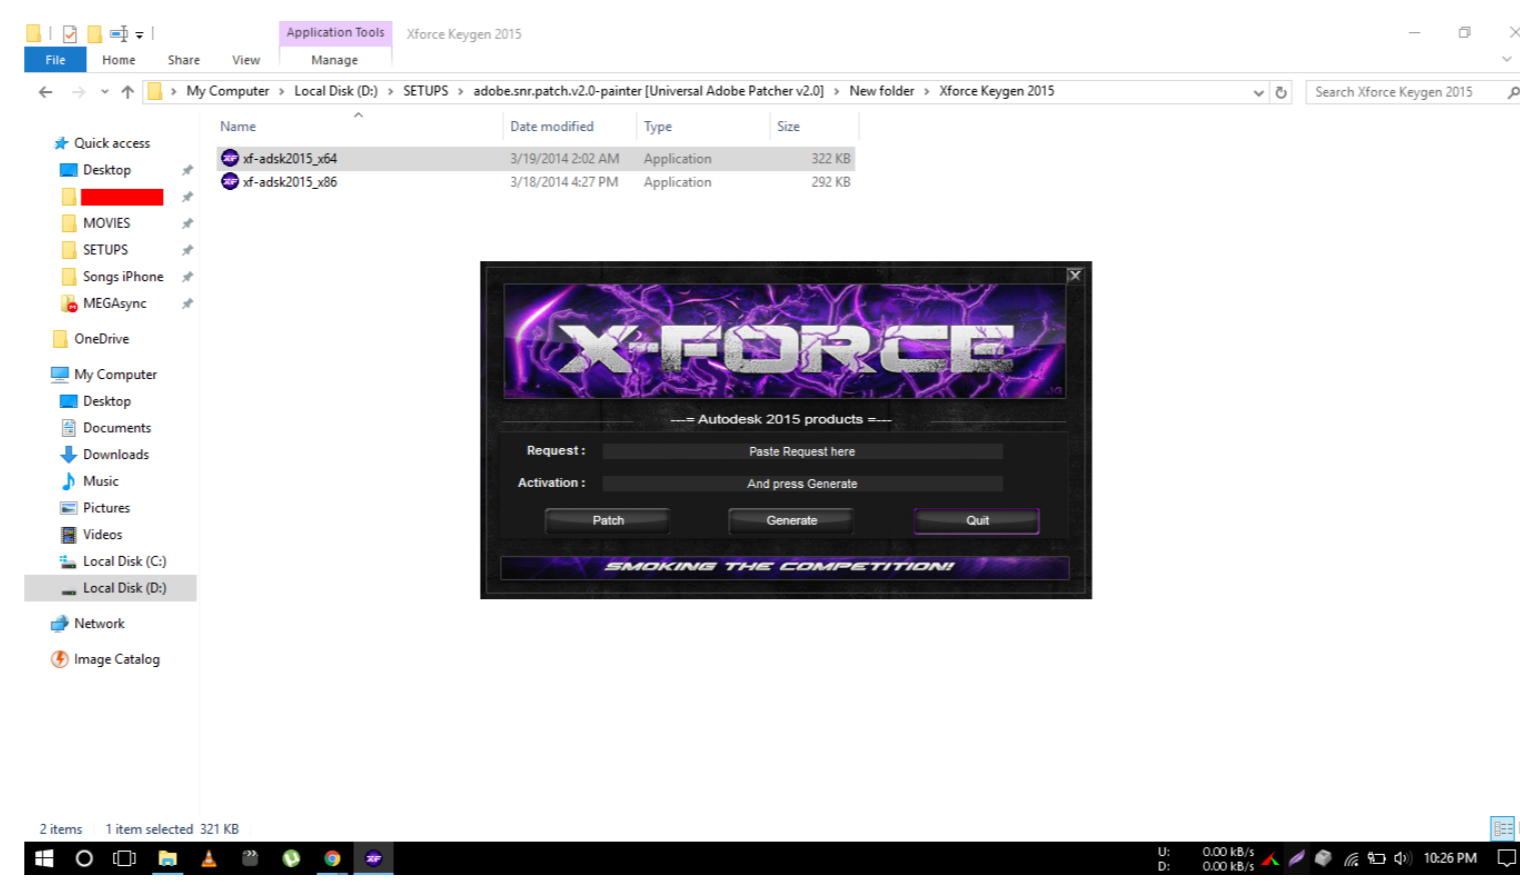 Application Tools
Xforce Keygen 2015
File Home Share View Manage
My Computer > Local Disk (D:) > SETUPS > adobe.snr.patch.v2.0-painter [Universal Adobe Patcher v2.0] > New folder > Xforce Keygen 2015
Search Xforce Keygen 2015
Name Date modified Type Size
xf-adsk2015_x64 3/19/2014 2:02 AM Application 322 KB
xf-adsk2015_x86 3/18/2014 4:27 PM Application 292 KB
Quick access
Desktop
MOVIES
SETUPS
Songs iPhone
MEGAsync
OneDrive
My Computer
Desktop
Documents
Downloads
Music
Pictures
Videos
Local Disk (C:)
Local Disk (D:)
Network
Image Catalog
X-FORCE
---= Autodesk 2015 products =---
Request : Paste Request here
Activation : And press Generate
Patch Generate Quit
SMOKING THE COMPETITION!
2 items 1 item selected 321 KB
U: 0.00 kB/s
D: 0.00 kB/s
10:26 PM